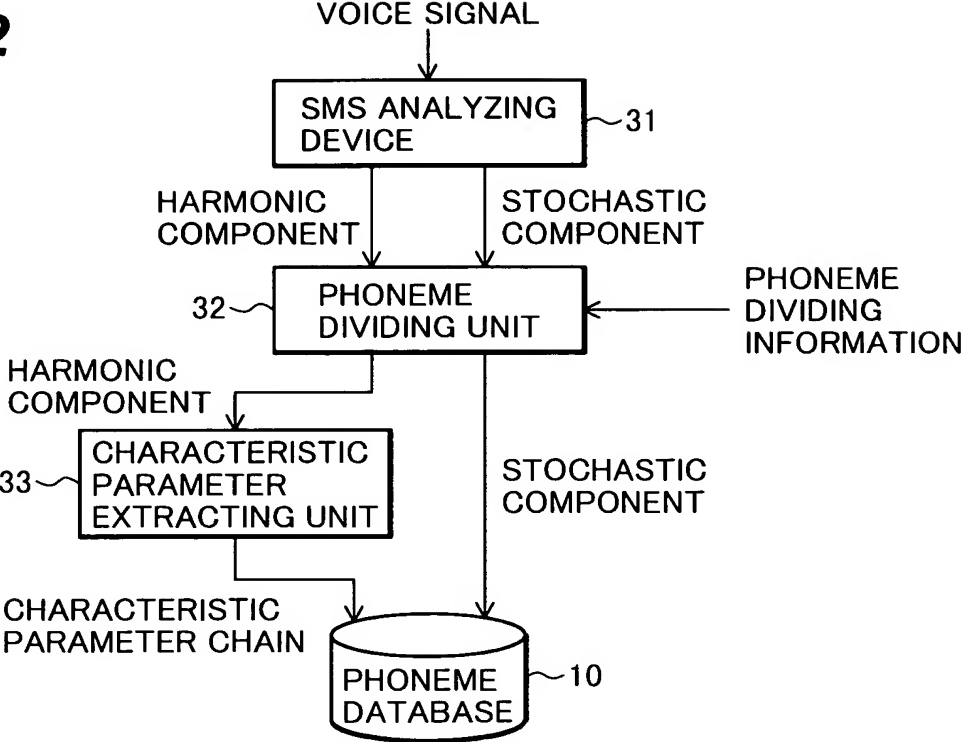 2
VOICE SIGNAL
SMS ANALYZING
DEVICE
31
HARMONIC
COMPONENT
STOCHASTIC
COMPONENT
32
PHONEME
DIVIDING UNIT
PHONEME
DIVIDING
INFORMATION
HARMONIC
COMPONENT
33
CHARACTERISTIC
PARAMETER
EXTRACTING UNIT
STOCHASTIC
COMPONENT
CHARACTERISTIC
PARAMETER CHAIN
PHONEME
DATABASE
10